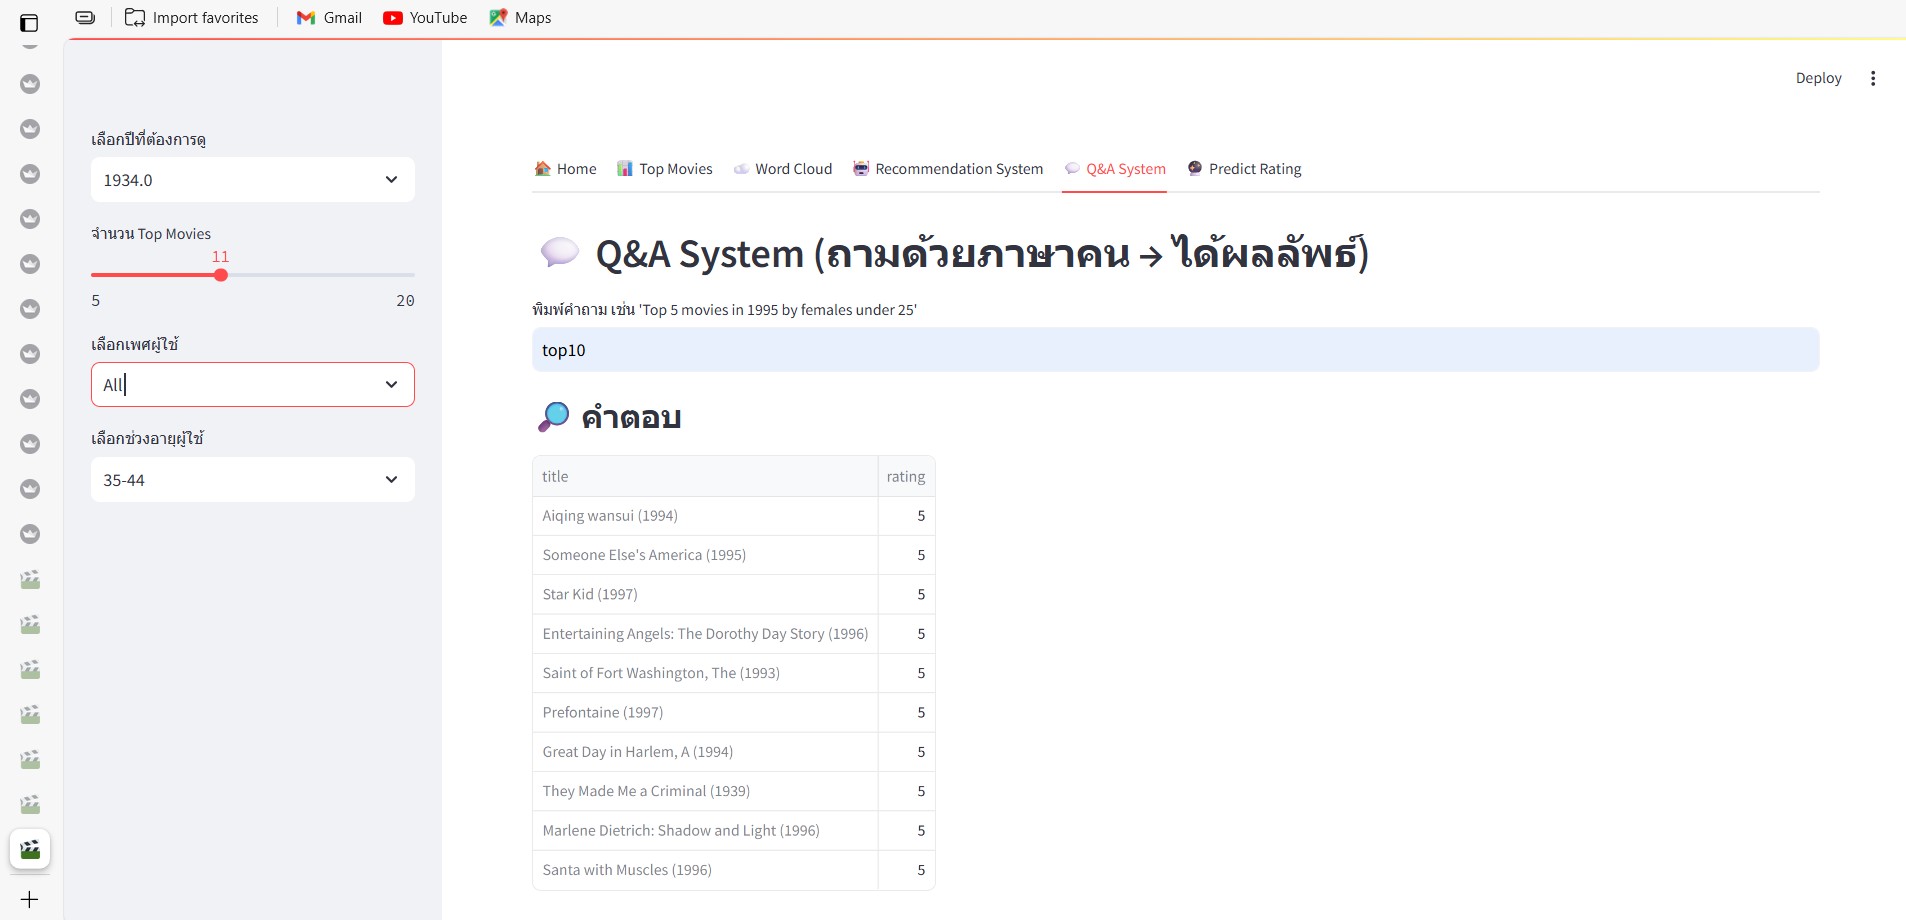 Import favorites
Gmail
YouTube
Maps
Deploy
เลือกปีที่ต้องการดู
1934.0
จำนวน Top Movies
11
5
20
เลือกเพศผู้ใช้
All
เลือกช่วงอายุผู้ใช้
35-44
Home
Top Movies
Word Cloud
Recommendation System
Q&A System
Predict Rating
Q&A System (ถามด้วยภาษาคน → ได้ผลลัพธ์)
พิมพ์คำถาม เช่น 'Top 5 movies in 1995 by females under 25'
top10
คำตอบ
title rating
Aiqing wansui (1994) 5
Someone Else's America (1995) 5
Star Kid (1997) 5
Entertaining Angels: The Dorothy Day Story (1996) 5
Saint of Fort Washington, The (1993) 5
Prefontaine (1997) 5
Great Day in Harlem, A (1994) 5
They Made Me a Criminal (1939) 5
Marlene Dietrich: Shadow and Light (1996) 5
Santa with Muscles (1996) 5